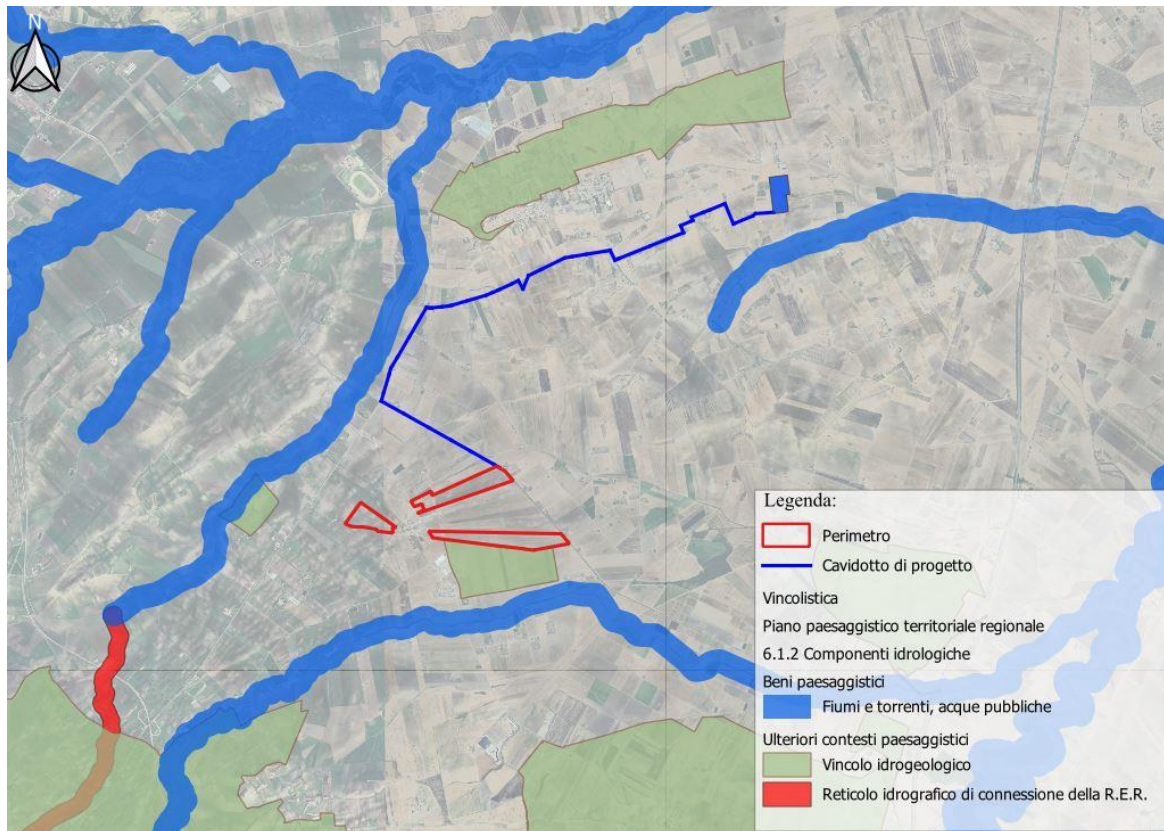 N
Legenda:
Perimetro
Cavidotto di progetto
Vincolistica
Piano paesaggistico territoriale regionale
6.1.2 Componenti idrologiche
Beni paesaggistici
Fiumi e torrenti, acque pubbliche
Ulteriori contesti paesaggistici
Vincolo idrogeologico
Reticolo idrografico di connessione della R.E.R.